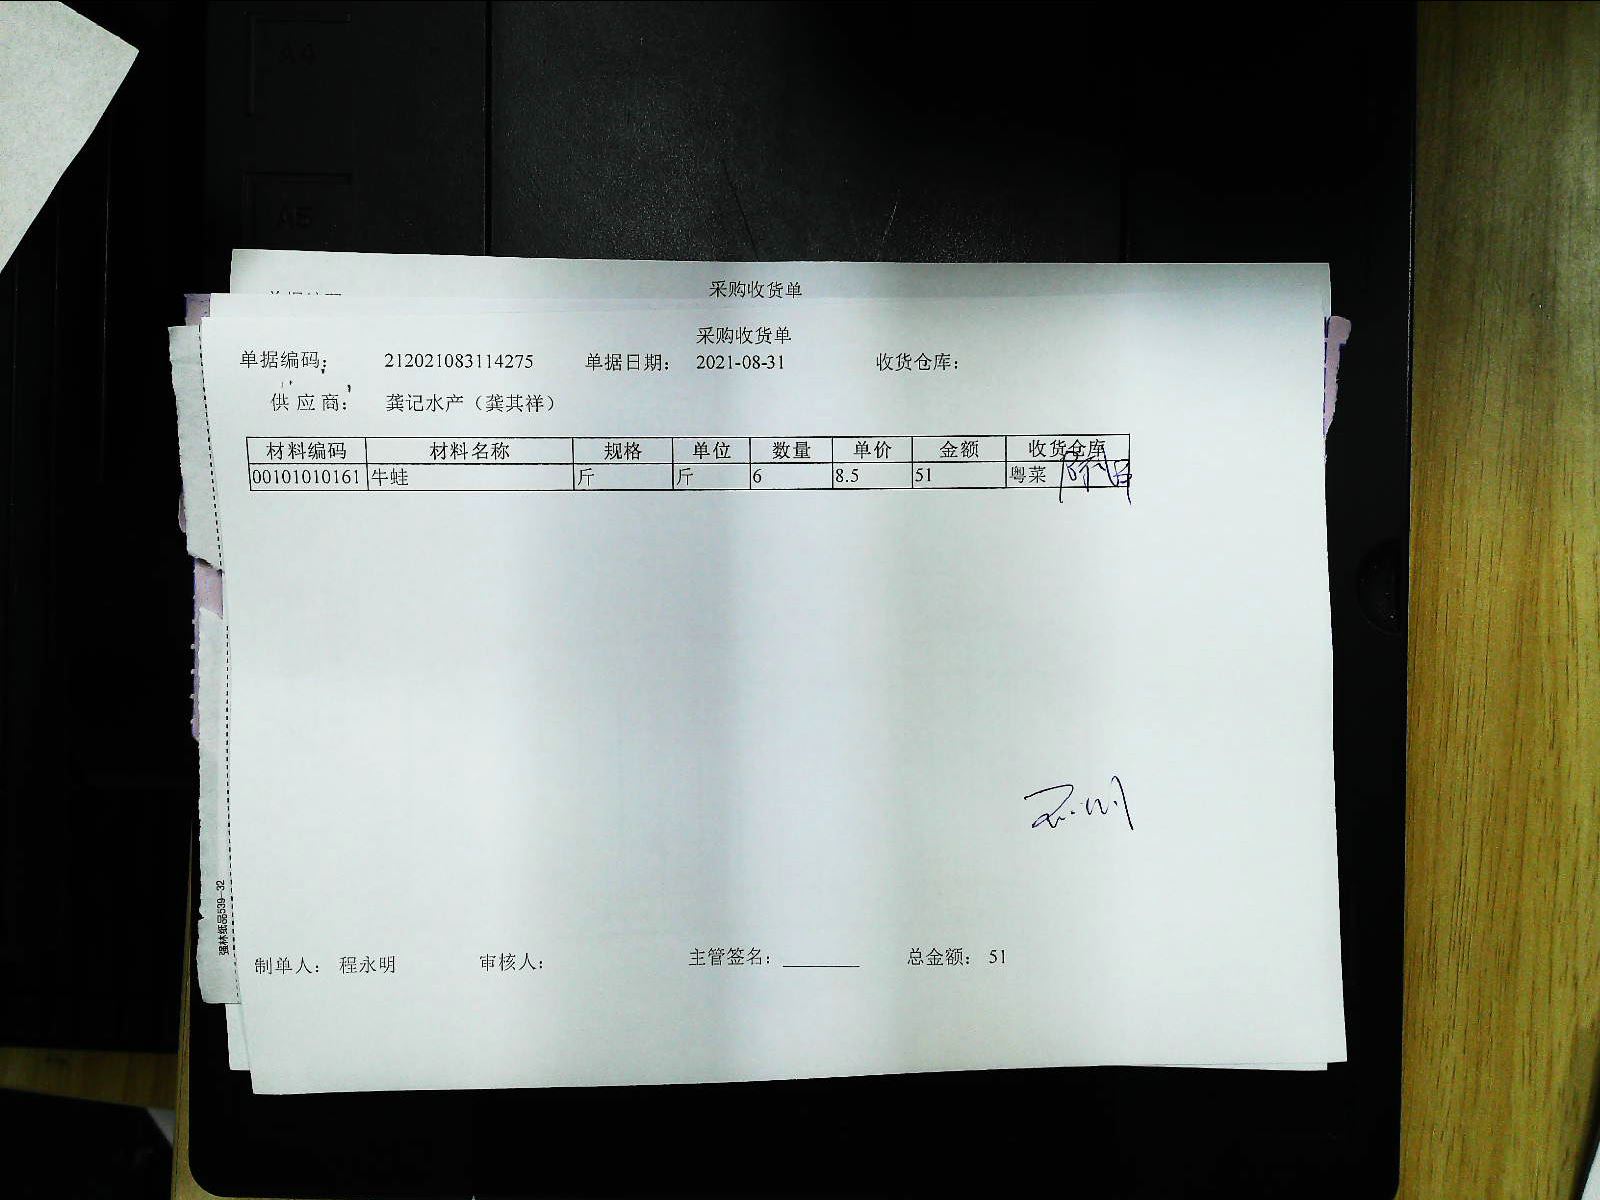 A4
A5
采购收货单
采购收货单
单据编码: 212021083114275 单据日期: 2021-08-31 收货仓库:
供应商: 龚记水产（龚其祥）
材料编码 材料名称 规格 单位 数量 单价 金额 收货仓库
00101010161 牛蛙 斤 斤 6 8.5 51 粤菜
强林纸品539-32
制单人: 程永明 审核人: 主管签名: 总金额: 51